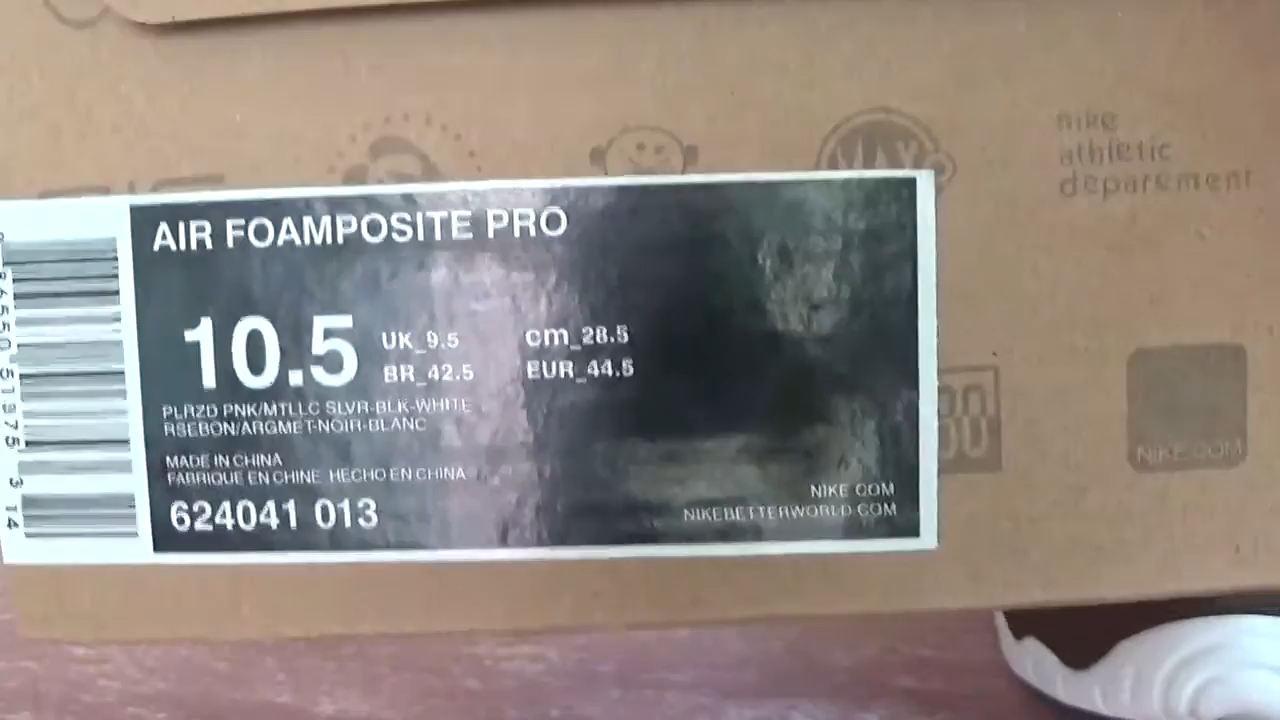 nike
athletic
department
AIR FOAMPOSITE PRO
10.5
UK_9.5
cm_28.5
BR_42.5
EUR_44.5
PLRZD PNK/MTLLC SLVR-BLK-WHITE
RSEBON/ARGMET-NOIR-BLANC
MADE IN CHINA
FABRIQUE EN CHINE HECHO EN CHINA
624041 013
NIKE COM
NIKEBETTERWORLD COM
NIKE.COM